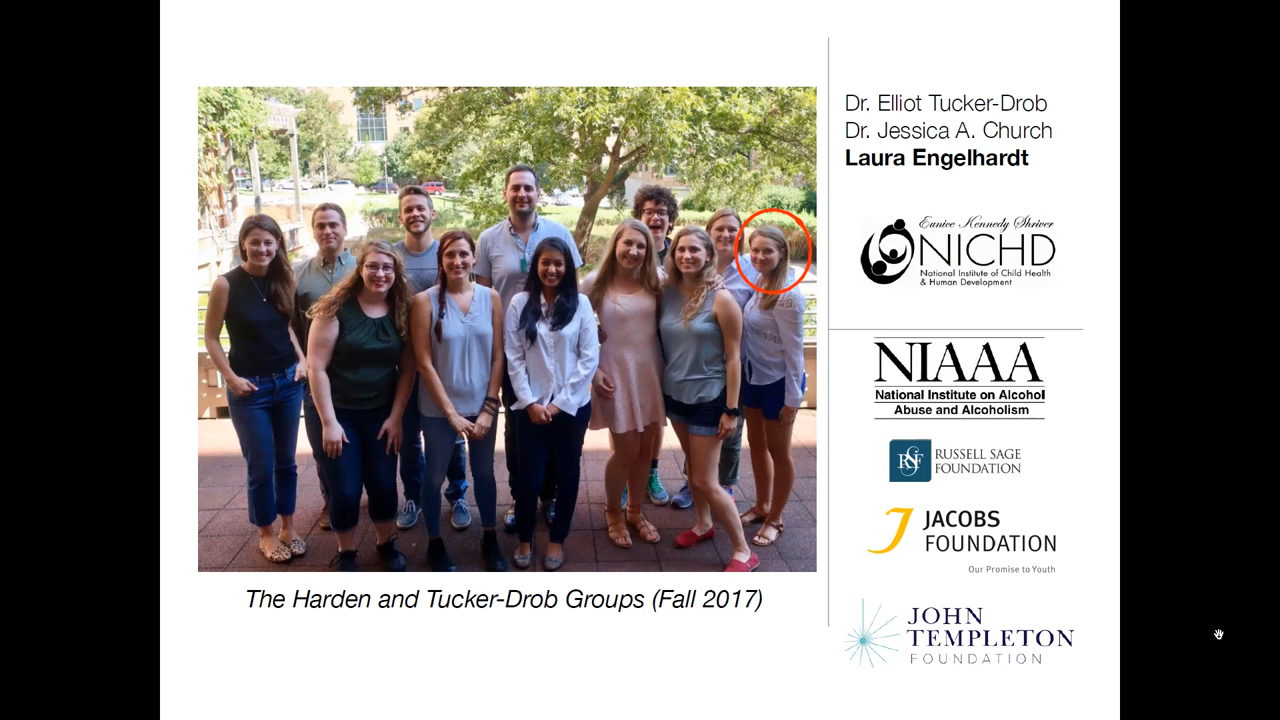 Dr. Elliot Tucker-Drob
Dr. Jessica A. Church
Laura Engelhardt
Eunice Kennedy Shriver
NICHD
National Institute of Child Health
& Human Development
NIAAA
National Institute on Alcohol
Abuse and Alcoholism
RSF
RUSSELL SAGE
FOUNDATION
J
JACOBS
FOUNDATION
Our Promise to Youth
JOHN
TEMPLETON
FOUNDATION
The Harden and Tucker-Drob Groups (Fall 2017)